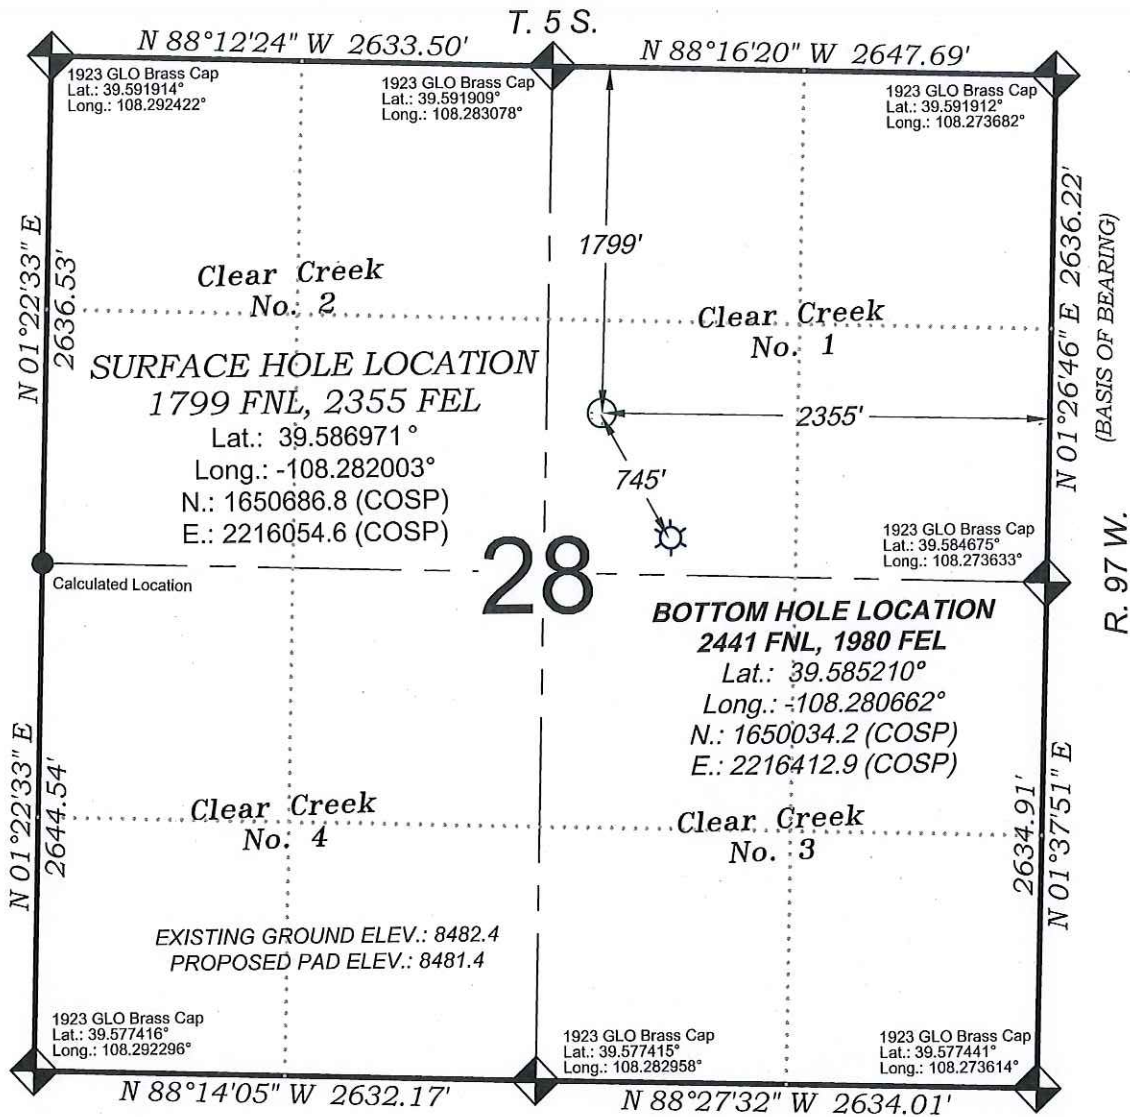 T. 5 S.
N 88°12'24" W 2633.50'
N 88°16'20" W 2647.69'
1923 GLO Brass Cap
Lat.: 39.591914°
Long.: 108.292422°
1923 GLO Brass Cap
Lat.: 39.591909°
Long.: 108.283078°
1923 GLO Brass Cap
Lat.: 39.591912°
Long.: 108.273682°
N 01°22'33" E
2636.53'
1799'
N 01°26'46" E 2636.22'
(BASIS OF BEARING)
Clear Creek
No. 2
Clear Creek
No. 1
SURFACE HOLE LOCATION
1799 FNL, 2355 FEL
Lat.: 39.586971°
Long.: -108.282003°
N.: 1650686.8 (COSP)
E.: 2216054.6 (COSP)
2355'
745'
1923 GLO Brass Cap
Lat.: 39.584675°
Long.: 108.273633°
R. 97 W.
Calculated Location
28
BOTTOM HOLE LOCATION
2441 FNL, 1980 FEL
Lat.: 39.585210°
Long.: -108.280662°
N.: 1650034.2 (COSP)
E.: 2216412.9 (COSP)
N 01°22'33" E
2644.54'
Clear Creek
No. 4
Clear Creek
No. 3
2634.91'
N 01°37'51" E
EXISTING GROUND ELEV.: 8482.4
PROPOSED PAD ELEV.: 8481.4
1923 GLO Brass Cap
Lat.: 39.577416°
Long.: 108.292296°
1923 GLO Brass Cap
Lat.: 39.577415°
Long.: 108.282958°
1923 GLO Brass Cap
Lat.: 39.577441°
Long.: 108.273614°
N 88°14'05" W 2632.17'
N 88°27'32" W 2634.01'